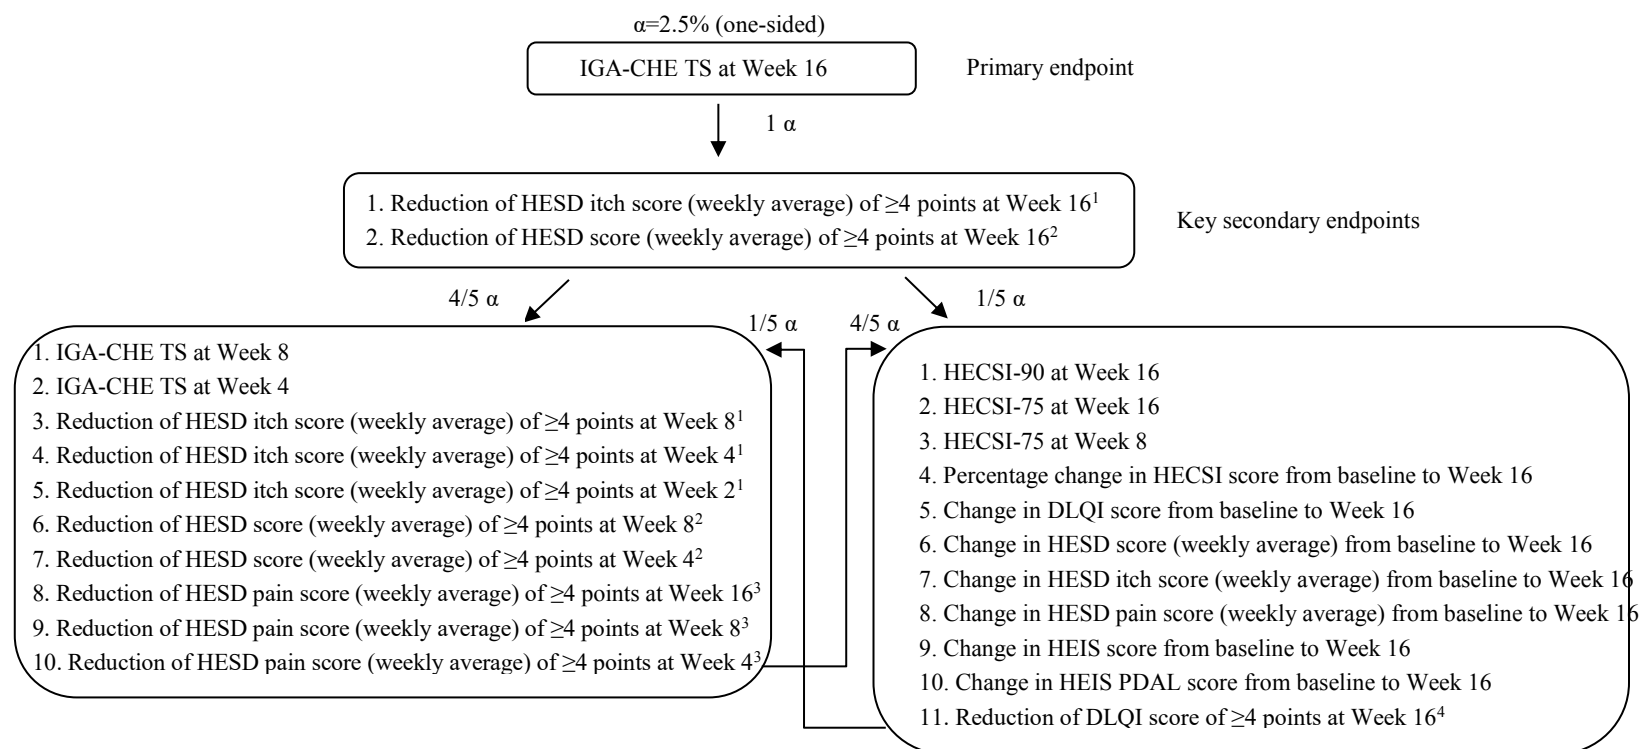 α=2.5% (one-sided)
IGA-CHE TS at Week 16
Primary endpoint
1 α
1. Reduction of HESD itch score (weekly average) of ≥4 points at Week 16¹
2. Reduction of HESD score (weekly average) of ≥4 points at Week 16²
Key secondary endpoints
4/5 α
1/5 α
1/5 α
4/5 α
1. IGA-CHE TS at Week 8
2. IGA-CHE TS at Week 4
3. Reduction of HESD itch score (weekly average) of ≥4 points at Week 8¹
4. Reduction of HESD itch score (weekly average) of ≥4 points at Week 4¹
5. Reduction of HESD itch score (weekly average) of ≥4 points at Week 2¹
6. Reduction of HESD score (weekly average) of ≥4 points at Week 8²
7. Reduction of HESD score (weekly average) of ≥4 points at Week 4²
8. Reduction of HESD pain score (weekly average) of ≥4 points at Week 16³
9. Reduction of HESD pain score (weekly average) of ≥4 points at Week 8³
10. Reduction of HESD pain score (weekly average) of ≥4 points at Week 4³
1. HECSI-90 at Week 16
2. HECSI-75 at Week 16
3. HECSI-75 at Week 8
4. Percentage change in HECSI score from baseline to Week 16
5. Change in DLQI score from baseline to Week 16
6. Change in HESD score (weekly average) from baseline to Week 16
7. Change in HESD itch score (weekly average) from baseline to Week 16
8. Change in HESD pain score (weekly average) from baseline to Week 16
9. Change in HEIS score from baseline to Week 16
10. Change in HEIS PDAL score from baseline to Week 16
11. Reduction of DLQI score of ≥4 points at Week 16⁴